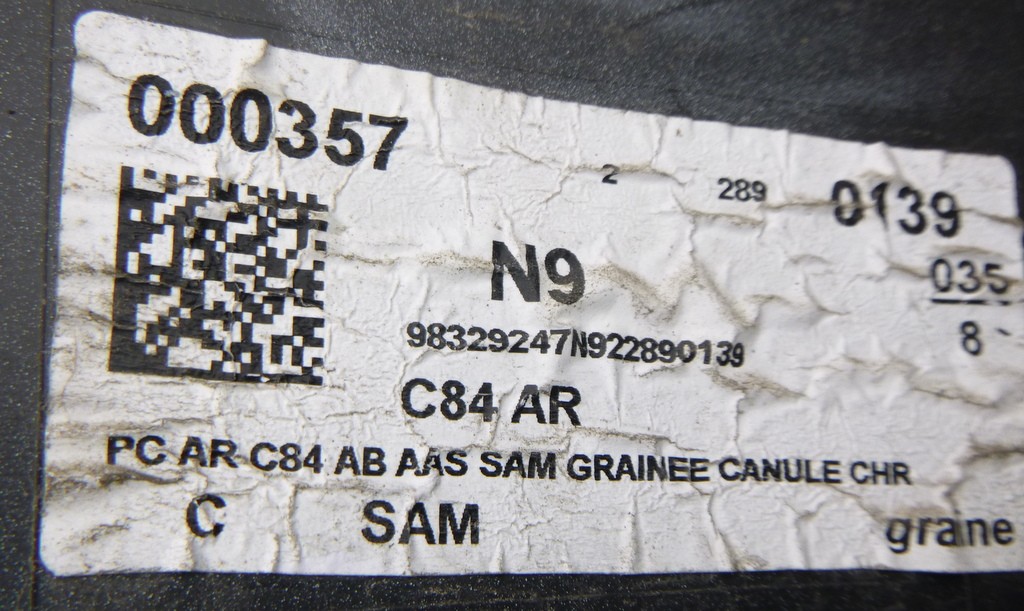 000357
2 289 0139
N9
035
8
98329247N922890139
C84 AR
PC AR C84 AB AAS SAM GRAINEE CANULE CHR
C SAM graine